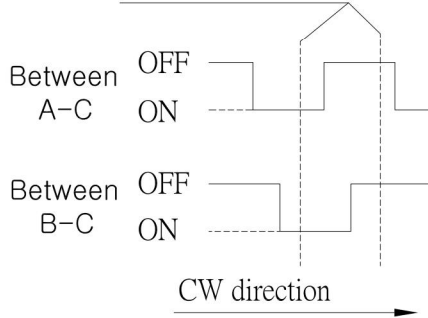 Between
A-C
OFF
ON
Between
B-C
OFF
ON
CW direction